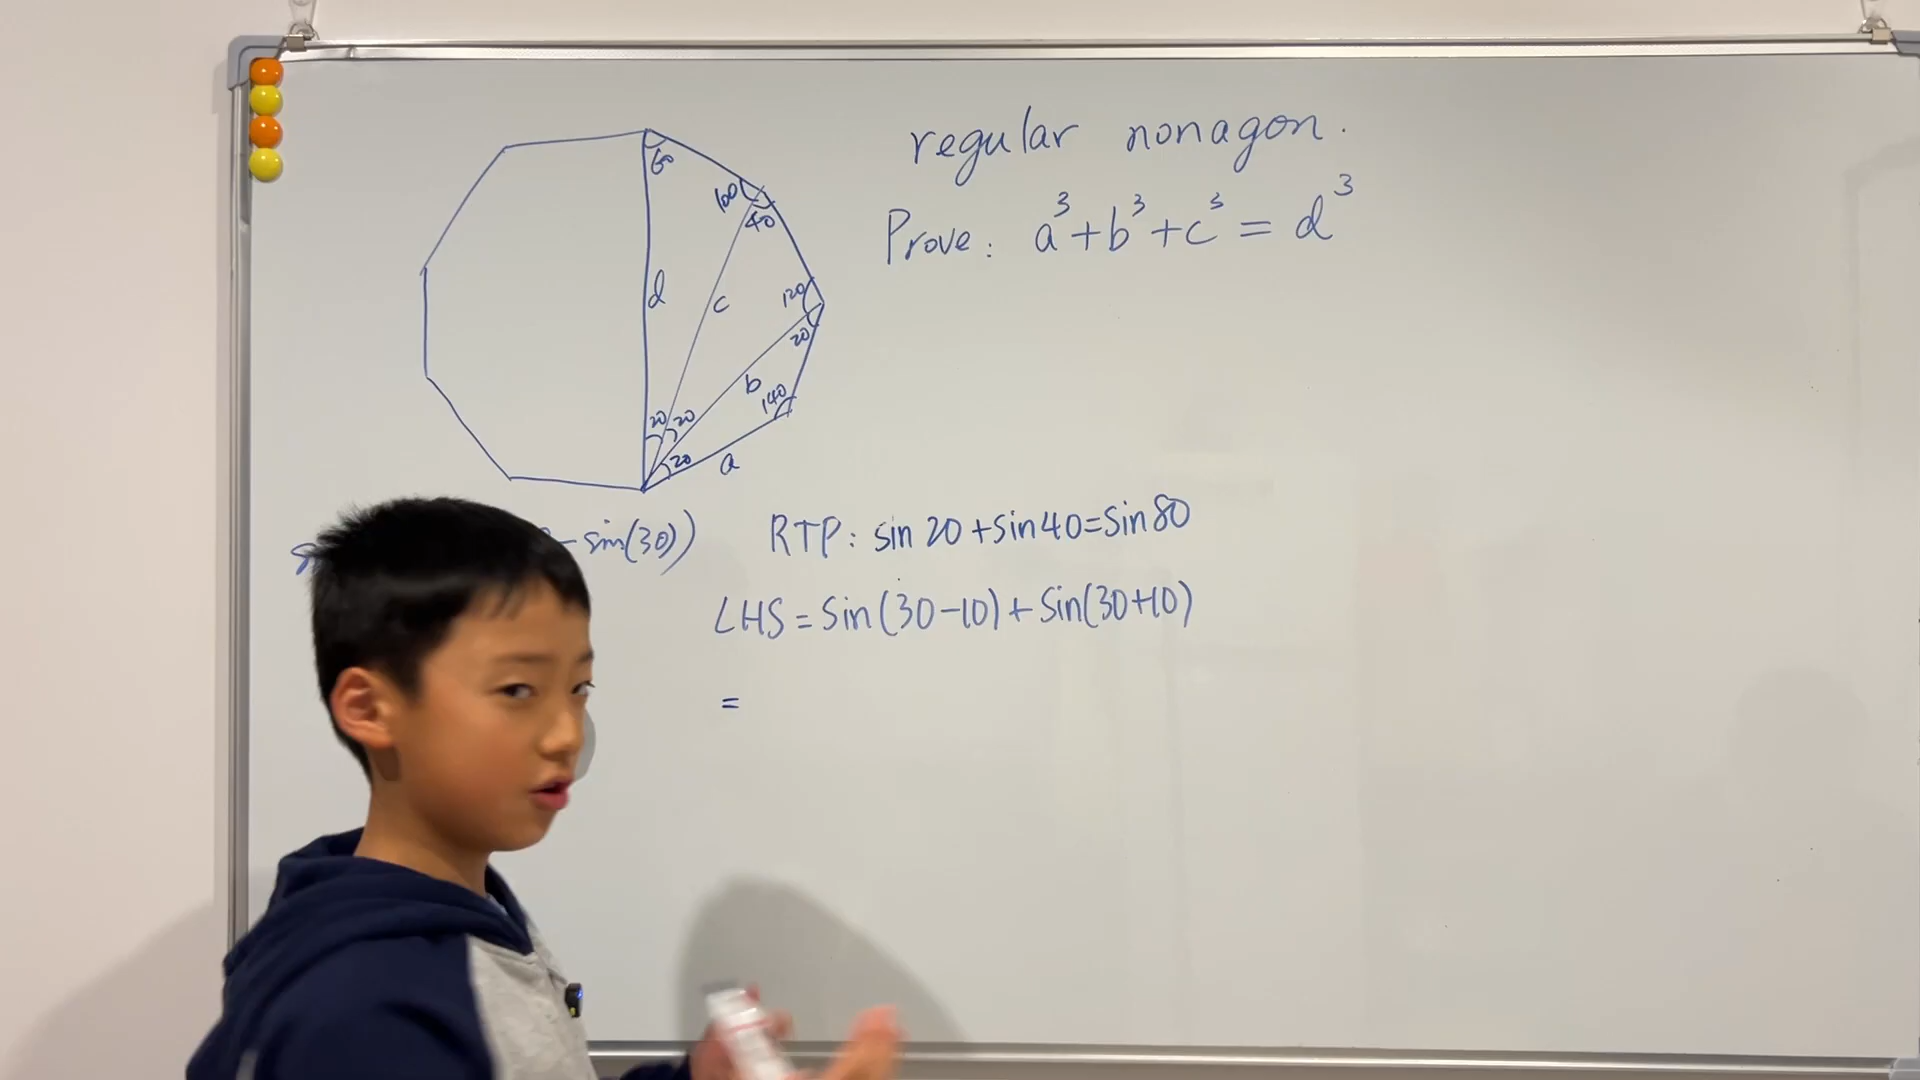 regular nonagon.
Prove: a³+b³+c³ = d³
60
100
40
d
c
120
20
b
140
20 20
20
a
- sin(30))
RTP: sin 20 + sin 40 = sin 80
LHS = sin(30-10) + sin(30+10)
=